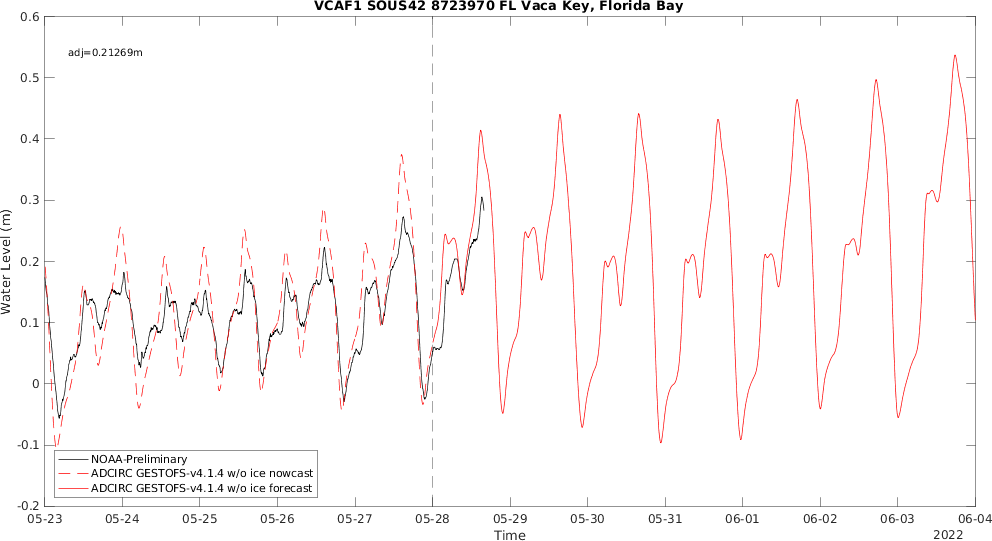 VCAF1 SOUS42 8723970 FL Vaca Key, Florida Bay
adj=0.21269m
0.6
0.5
0.4
0.3
0.2
0.1
0
-0.1
-0.2
Water Level (m)
NOAA-Preliminary
ADCIRC GESTOFS-v4.1.4 w/o ice nowcast
ADCIRC GESTOFS-v4.1.4 w/o ice forecast
05-23 05-24 05-25 05-26 05-27 05-28 05-29 05-30 05-31 06-01 06-02 06-03 06-04
Time
2022